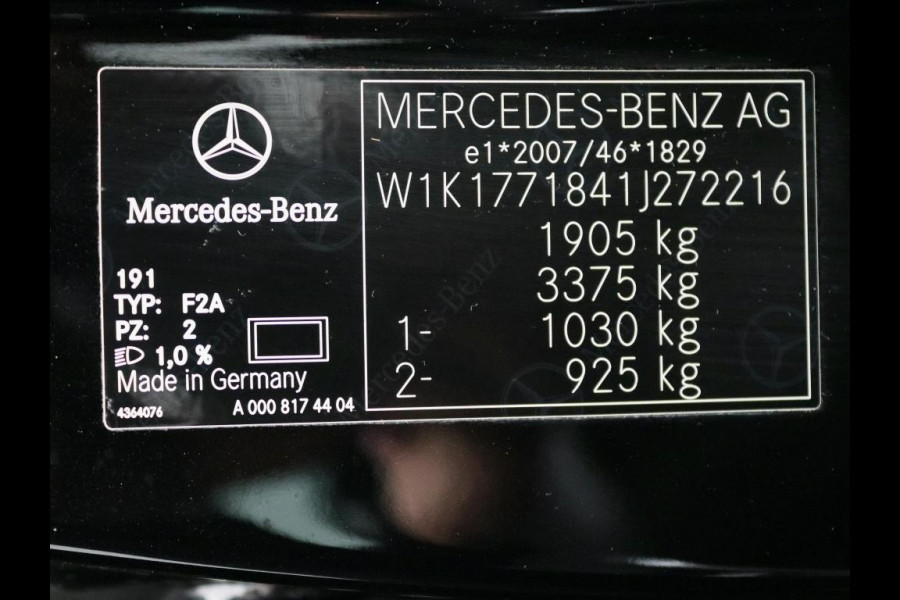 Mercedes-Benz
191
TYP: F2A
PZ: 2
1,0 %
Made in Germany
4364076
A 000 817 44 04
MERCEDES-BENZ AG
e1*2007/46*1829
W1K1771841J272216
1905 kg
3375 kg
1- 1030 kg
2- 925 kg